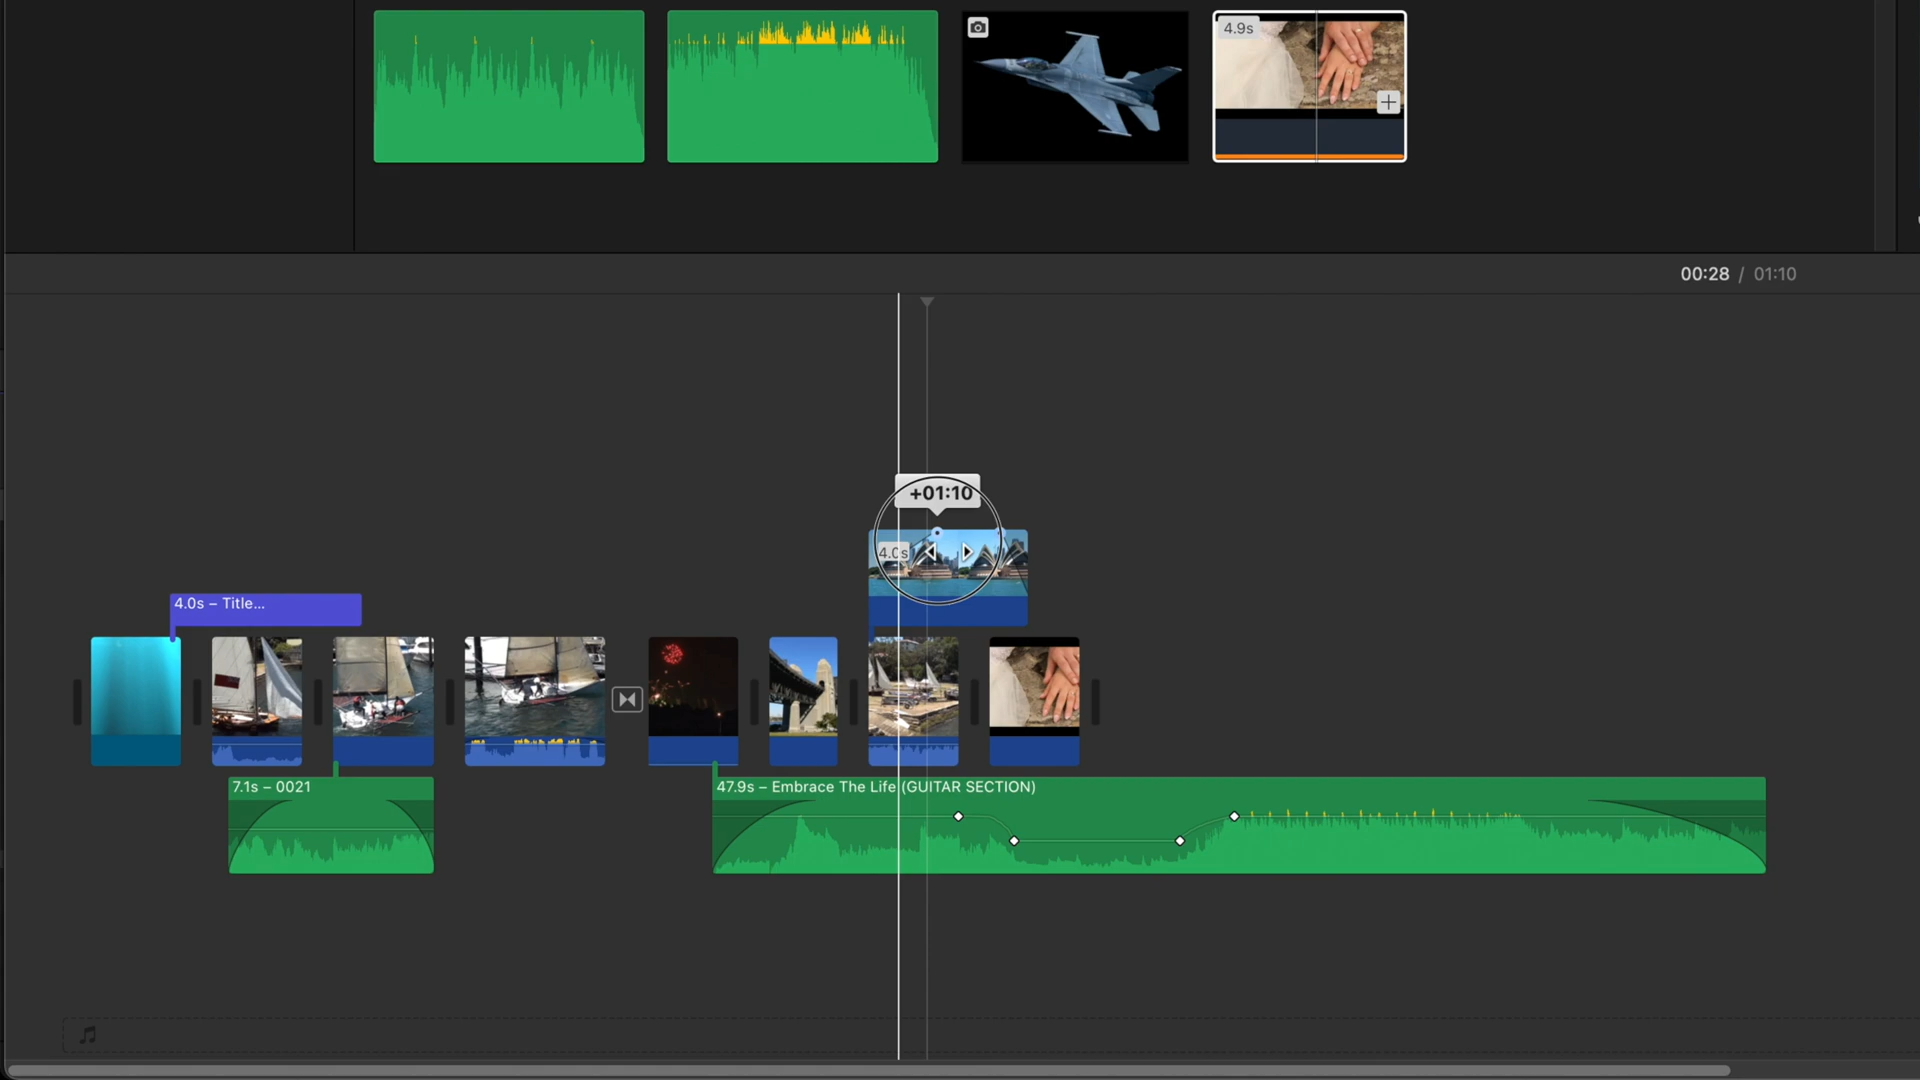 4.9s
00:28 / 01:10
+01:10
4.0s
4.0s – Title...
7.1s – 0021
47.9s – Embrace The Life (GUITAR SECTION)